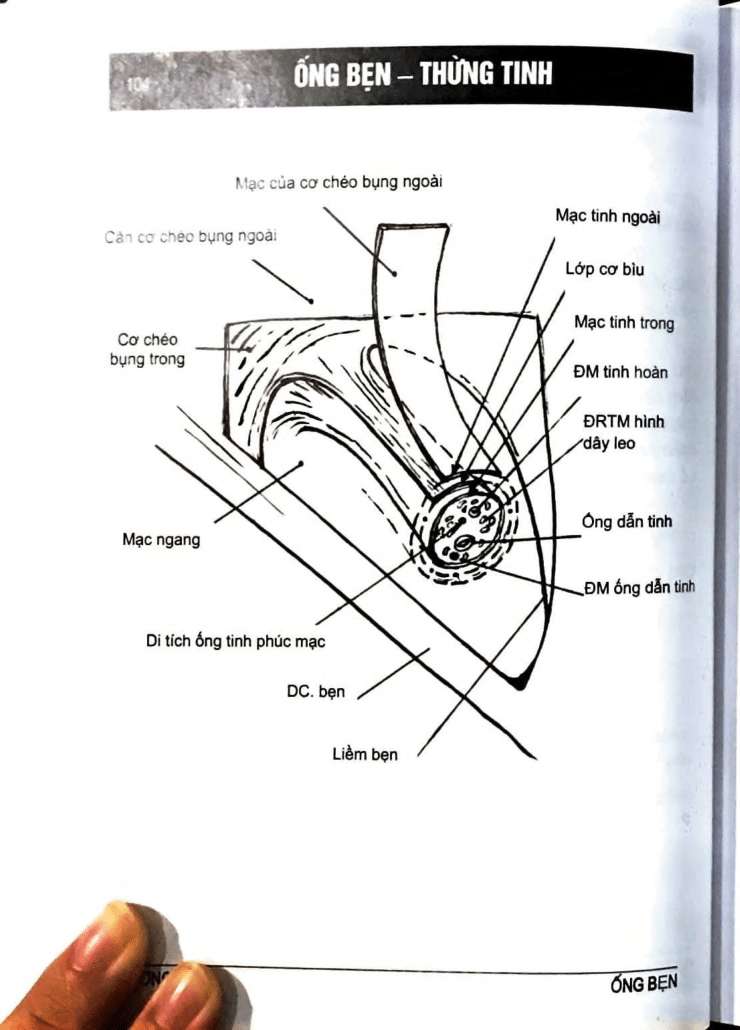 104
ỐNG BẸN – THỪNG TINH
Mạc của cơ chéo bụng ngoài
Cân cơ chéo bụng ngoài
Mạc tinh ngoài
Lớp cơ bìu
Mạc tinh trong
Cơ chéo
bụng trong
ĐM tinh hoàn
ĐRTM hình
dây leo
Mạc ngang
Ống dẫn tinh
ĐM ống dẫn tinh
Di tích ống tinh phúc mạc
DC. bẹn
Liềm bẹn
ỐNG BẸN